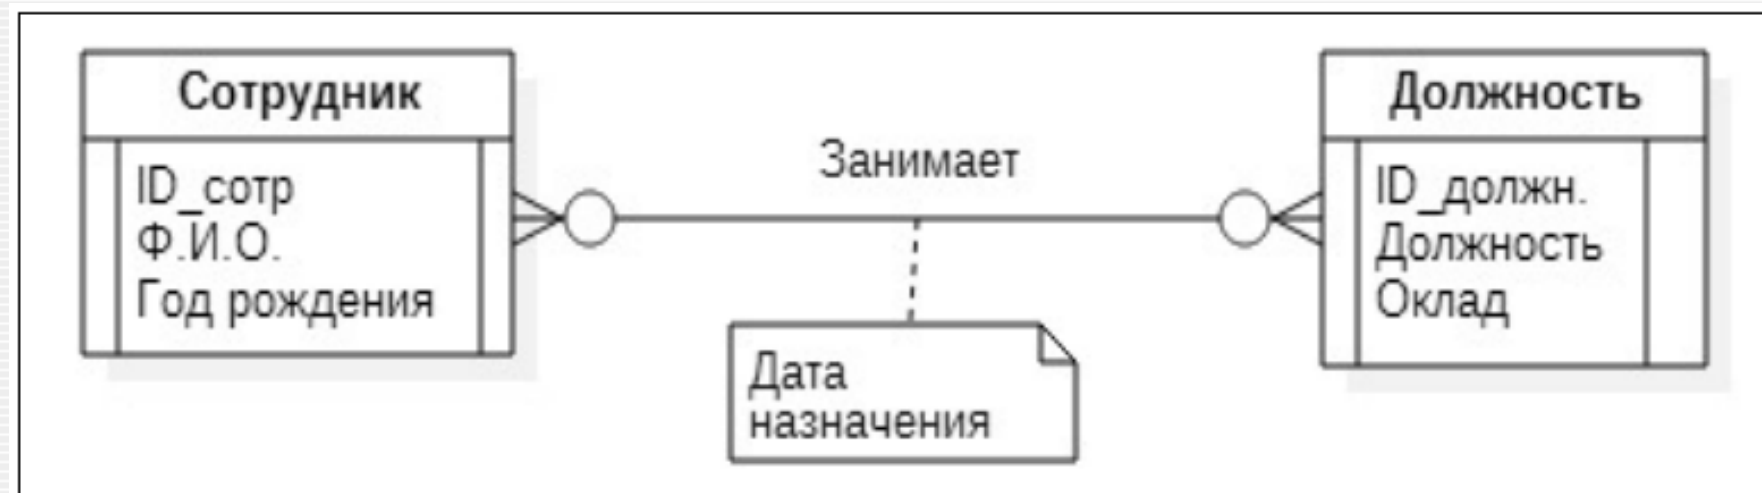 Сотрудник
ID_сотр
Ф.И.О.
Год рождения
Занимает
Дата
назначения
Должность
ID_должн.
Должность
Оклад